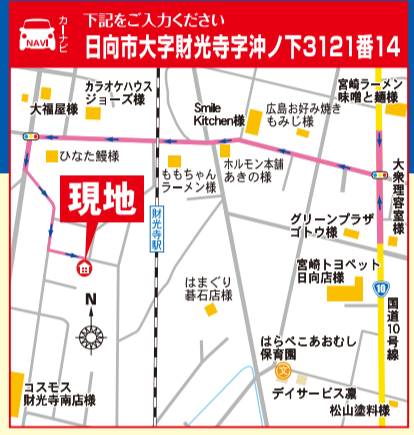 カーナビ
NAVI
下記をご入力ください
日向市大字財光寺字沖ノ下3121番14
大福屋様
カラオケハウス
ジョーズ様
Smile
Kitchen様
広島お好み焼き
もみじ様
宮崎ラーメン
味噌と麺様
ひなた鰻様
ももちゃん
ラーメン様
ホルモン本舗
あきの様
大衆理容室様
現地
財光寺駅
グリーンプラザ
ゴトウ様
宮崎トヨペット
日向店様
はまぐり
碁石店様
10
国道10号線
N
はらぺこあおむし
保育園
文
デイサービス凛
コスモス
財光寺南店様
松山塗料様